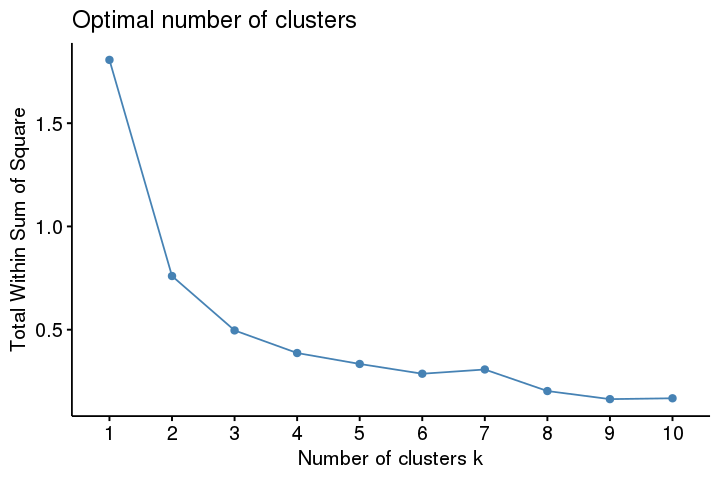 Optimal number of clusters
Total Within Sum of Square
1.5
1.0
0.5
1 2 3 4 5 6 7 8 9 10
Number of clusters k